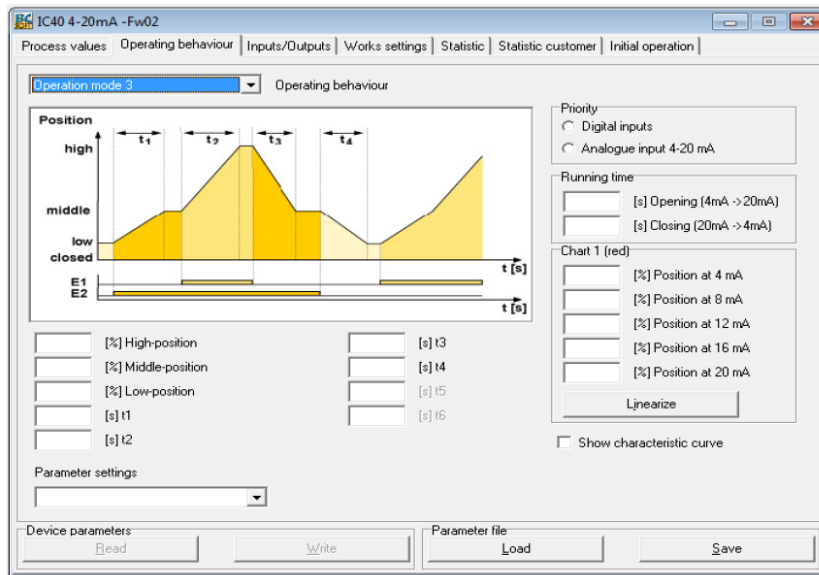 BC SOFT IC40 4-20mA -Fw02
Process values Operating behaviour Inputs/Outputs Works settings Statistic Statistic customer Initial operation
Operation mode 3 Operating behaviour
Position
t1 t2 t3 t4
high
middle
low
closed
t [s]
E1
E2
t [s]
[%] High-position
[%] Middle-position
[%] Low-position
[s] t1
[s] t2
[s] t3
[s] t4
[s] t5
[s] t6
Parameter settings
Priority
Digital inputs
Analogue input 4-20 mA
Running time
[s] Opening (4mA ->20mA)
[s] Closing (20mA ->4mA)
Chart 1 (red)
[%] Position at 4 mA
[%] Position at 8 mA
[%] Position at 12 mA
[%] Position at 16 mA
[%] Position at 20 mA
Linearize
Show characteristic curve
Device parameters
Read Write
Parameter file
Load Save